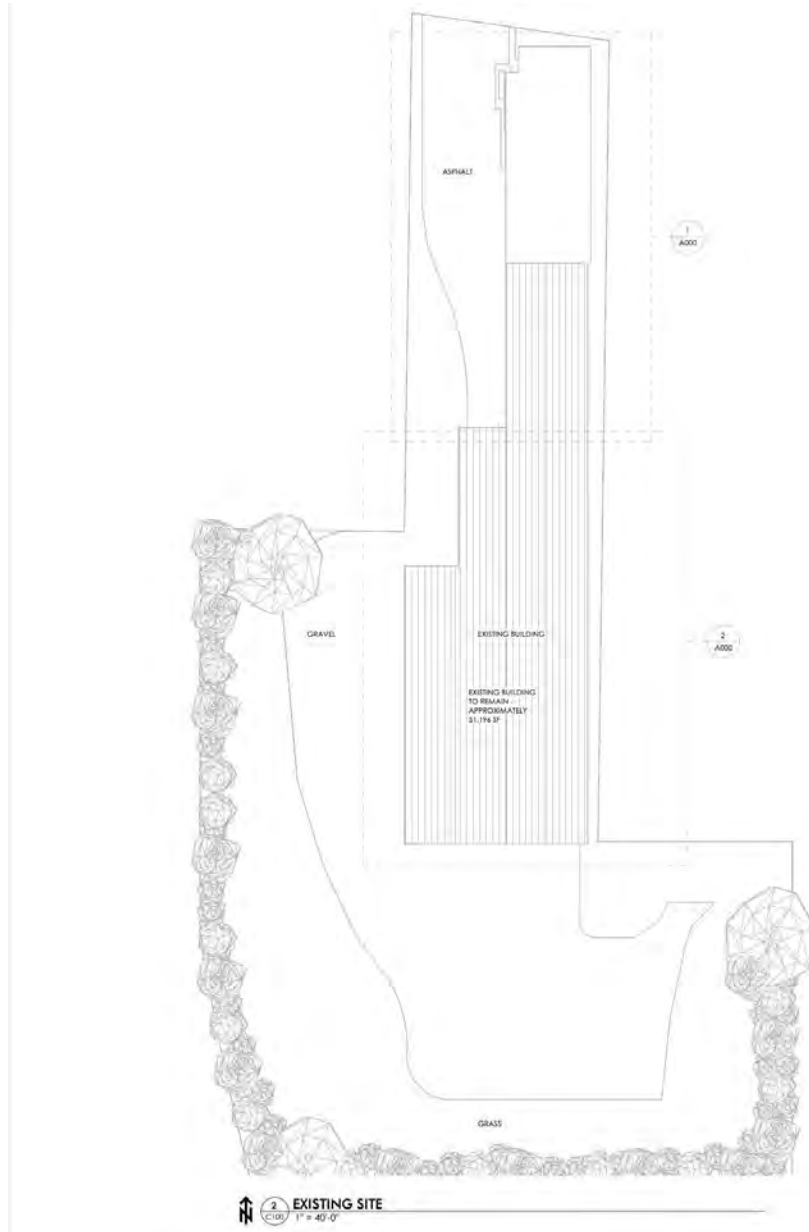 ASPHALT
1
A000
GRAVEL
EXISTING BUILDING
2
A000
EXISTING BUILDING
TO REMAIN
APPROXIMATELY
51,196 SF
GRASS
N
2
C100
EXISTING SITE
1" = 40'-0"